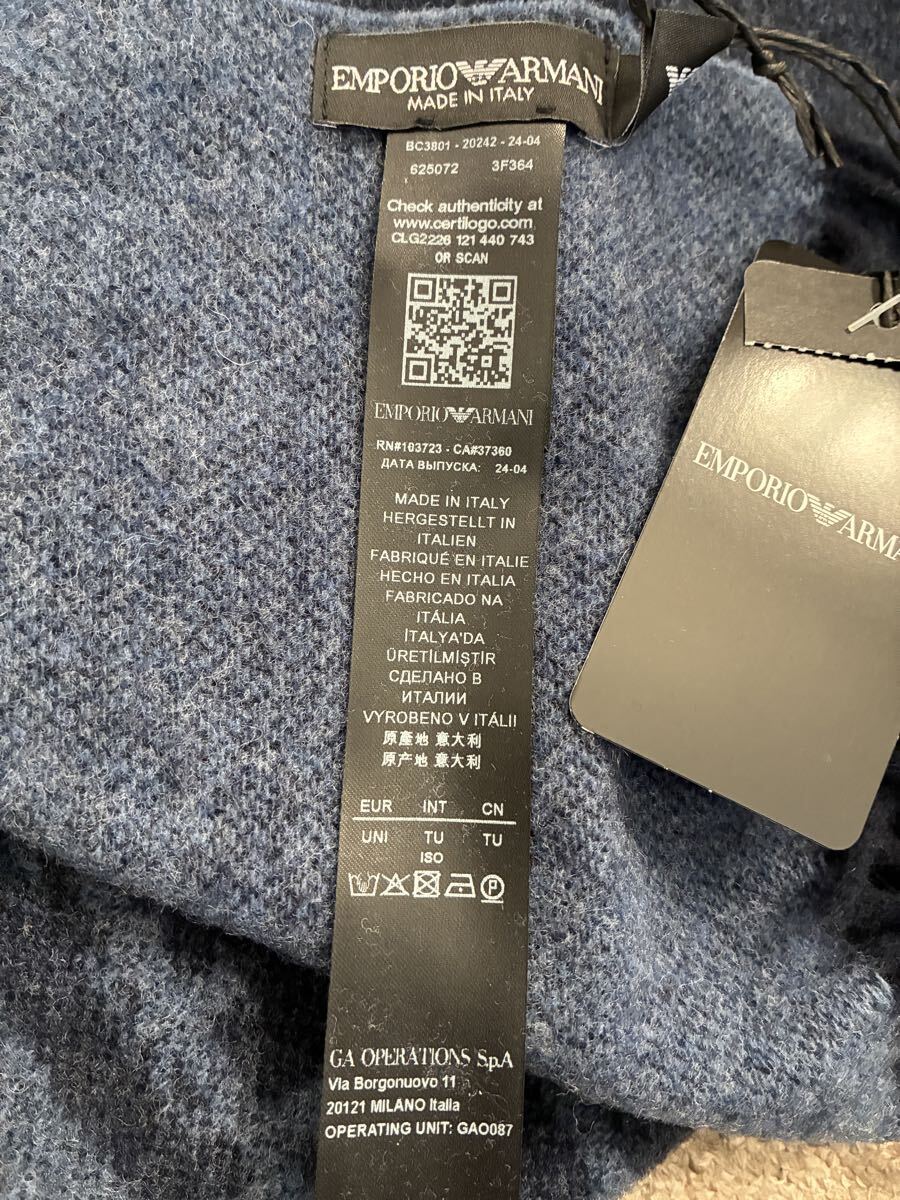 EMPORIO ARMANI
MADE IN ITALY
BC3801 - 20242 - 24-04
625072 3F364
Check authenticity at
www.certilogo.com
CLG2226 121 440 743
OR SCAN
EMPORIO ARMANI
RN#103723 - CA#37360
ДАТА ВЫПУСКА: 24-04
MADE IN ITALY
HERGESTELLT IN
ITALIEN
FABRIQUÉ EN ITALIE
HECHO EN ITALIA
FABRICADO NA
ITÁLIA
İTALYA'DA
ÜRETİLMİŞTİR
СДЕЛАНО В
ИТАЛИИ
VYROBENO V ITÁLII
原產地 意大利
原产地 意大利
EUR INT CN
UNI TU TU
ISO
P
GA OPERATIONS S.p.A
Via Borgonuovo 11
20121 MILANO Italia
OPERATING UNIT: GAO087
EMPORIO ARMA